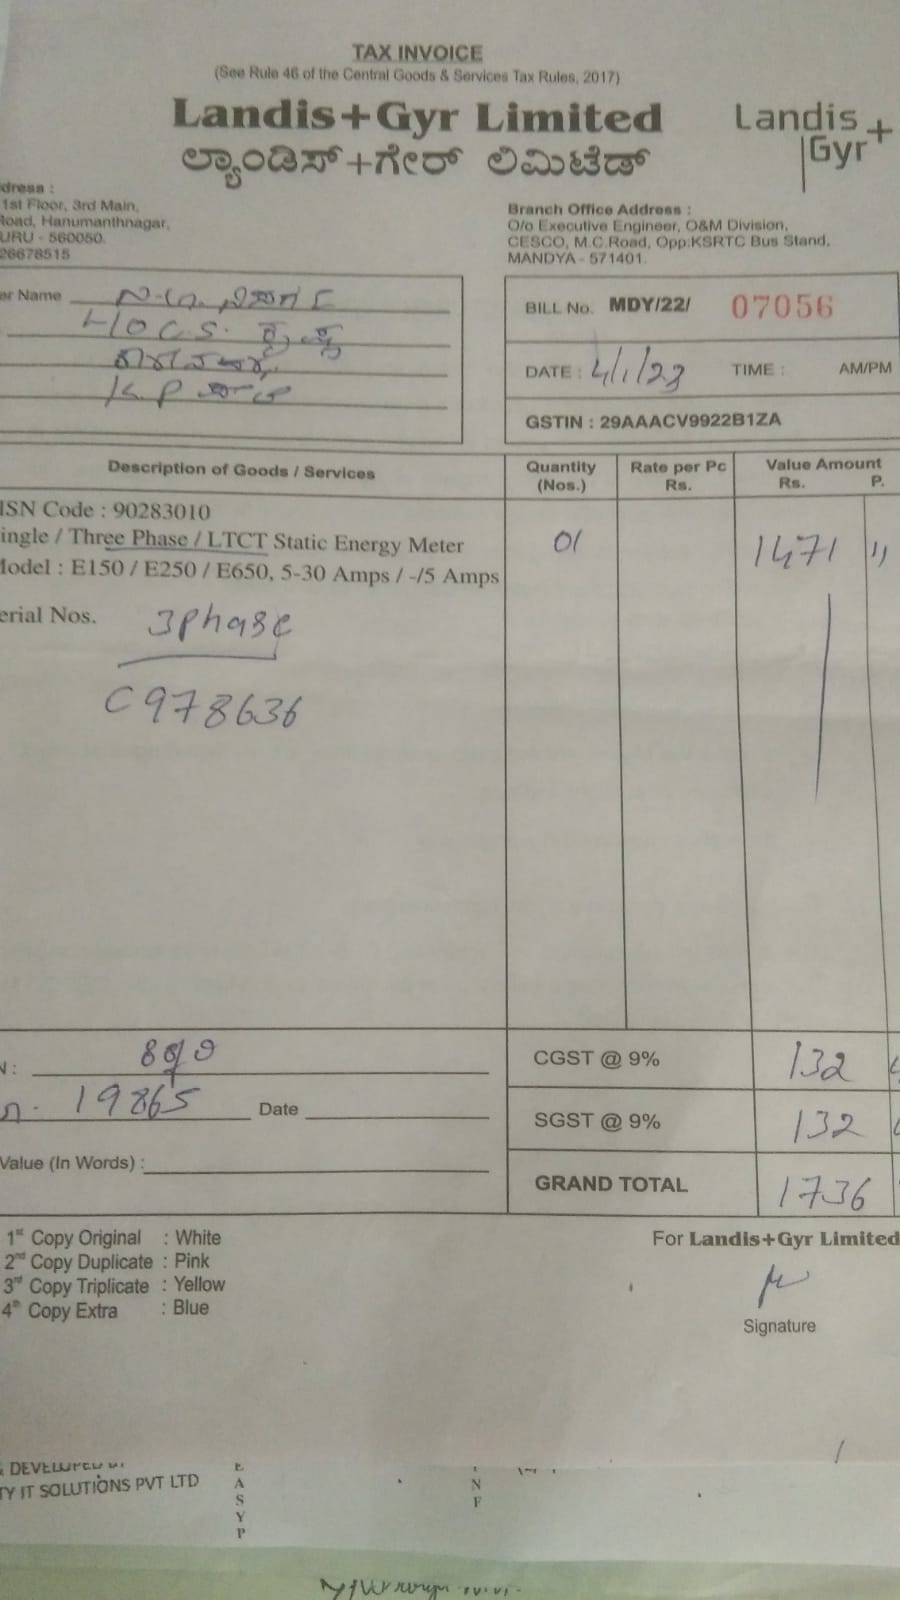 TAX INVOICE
(See Rule 46 of the Central Goods & Services Tax Rules, 2017)
Landis+Gyr Limited
ಲ್ಯಾಂಡಿಸ್+ಗೇರ್ ಲಿಮಿಟೆಡ್
Landis
Gyr+
dress :
1st Floor, 3rd Main,
Road, Hanumanthnagar,
URU - 560050.
26678515
Branch Office Address :
O/o Executive Engineer, O&M Division,
CESCO, M.C.Road, Opp:KSRTC Bus Stand,
MANDYA - 571401.
er Name
C.S.
K.P
BILL No. MDY/22/ 07056
DATE : 4/1/23 TIME : AM/PM
GSTIN : 29AAACV9922B1ZA
Description of Goods / Services Quantity (Nos.) Rate per Pc Rs. Value Amount Rs. P.
ISN Code : 90283010
ingle / Three Phase / LTCT Static Energy Meter 01 1471
Model : E150 / E250 / E650, 5-30 Amps / -/5 Amps
erial Nos. 3phase
C978636
N :
CGST @ 9% 132
19865 Date
SGST @ 9% 132
Value (In Words) :
GRAND TOTAL 1736
1st Copy Original : White
2nd Copy Duplicate : Pink
3rd Copy Triplicate : Yellow
4th Copy Extra : Blue
For Landis+Gyr Limited
Signature
& DEVELOPED BY
TY IT SOLUTIONS PVT LTD
E
A
S
Y
P
N
F